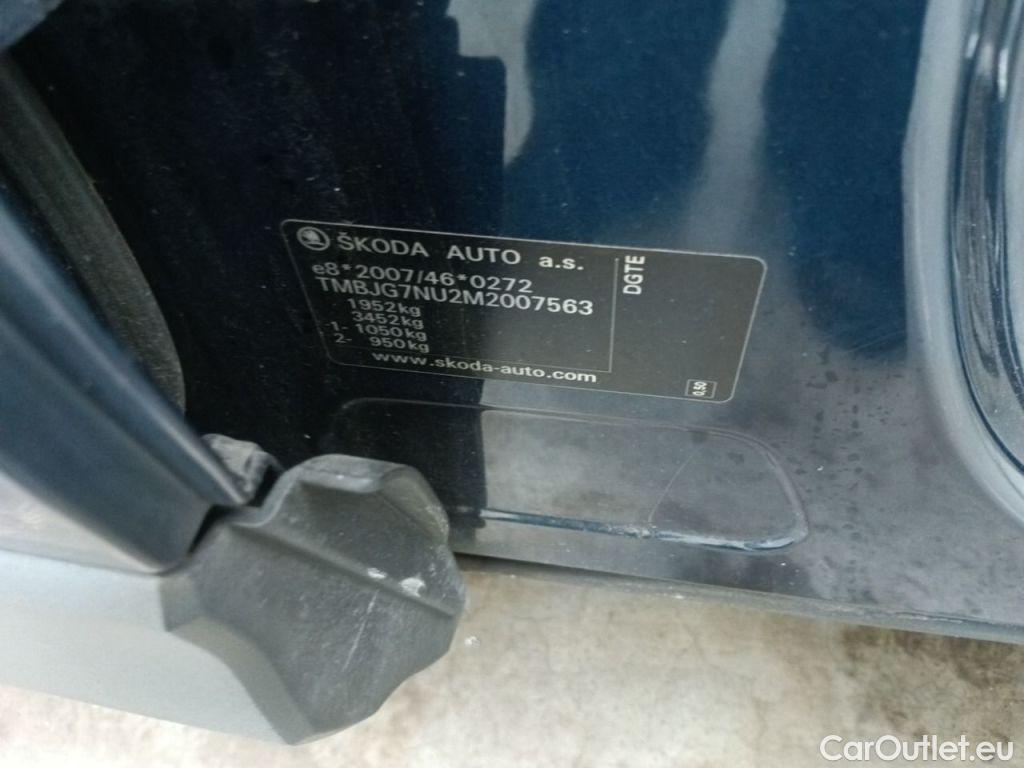 ŠKODA AUTO a.s.
e8*2007/46*0272
TMBJG7NU2M2007563
1952kg
3452kg
1- 1050kg
2- 950kg
www.skoda-auto.com
DGTE
0.50
CarOutlet.eu